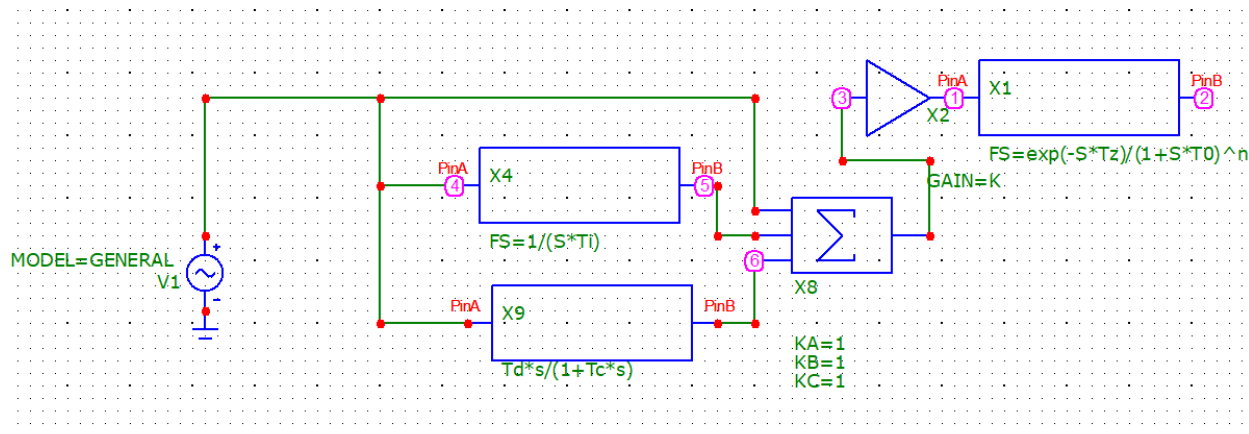 PinA
X1
PinB
3
1
2
X2
FS=exp(-S*Tz)/(1+S*T0)^n
GAIN=K
PinA
X4
PinB
4
5
FS=1/(S*Ti)
MODEL=GENERAL
V1
+
-
6
X8
PinA
X9
PinB
Td*s/(1+Tc*s)
KA=1
KB=1
KC=1